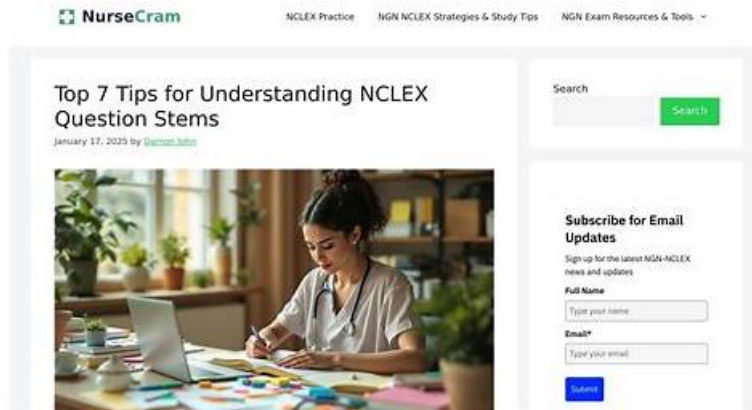 NurseCram
NCLEX Practice
NGN NCLEX Strategies & Study Tips
NGN Exam Resources & Tools
Top 7 Tips for Understanding NCLEX
Question Stems
January 17, 2025 by Damon John
Search
Search
Subscribe for Email
Updates
Sign up for the latest NGN-NCLEX
news and updates
Full Name
Type your name
Email*
Type your email
Submit